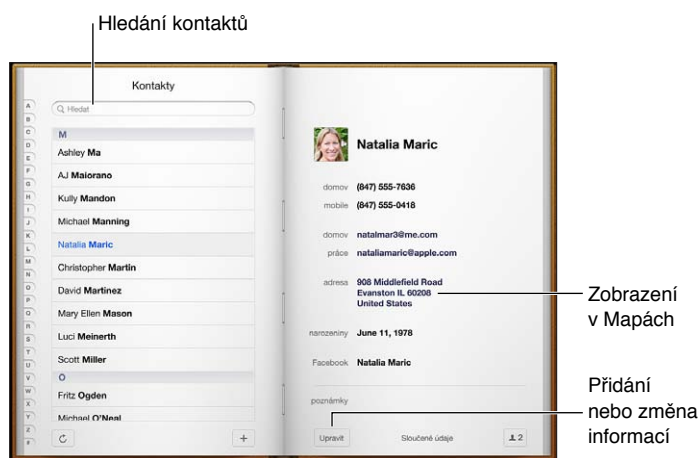 Hledání kontaktů
Kontakty
Hledat
A
B
C
D
E
F
G
H
I
J
K
L
M
N
O
P
Q
R
S
T
U
V
W
X
Y
Z
#
M
Ashley Ma
AJ Maiorano
Kully Mandon
Michael Manning
Natalia Maric
Christopher Martin
David Martinez
Mary Ellen Mason
Luci Meinerth
Scott Miller
O
Fritz Ogden
Michael O'Neal
Natalia Maric
domov (847) 555-7636
mobile (847) 555-0418
domov natalmar3@me.com
práce nataliamaric@apple.com
adresa 908 Middlefield Road
Evanston IL 60208
United States
narozeniny June 11, 1978
Facebook Natalia Maric
poznámky
Upravit Sloučené údaje 2
Zobrazení
v Mapách
Přidání
nebo změna
informací